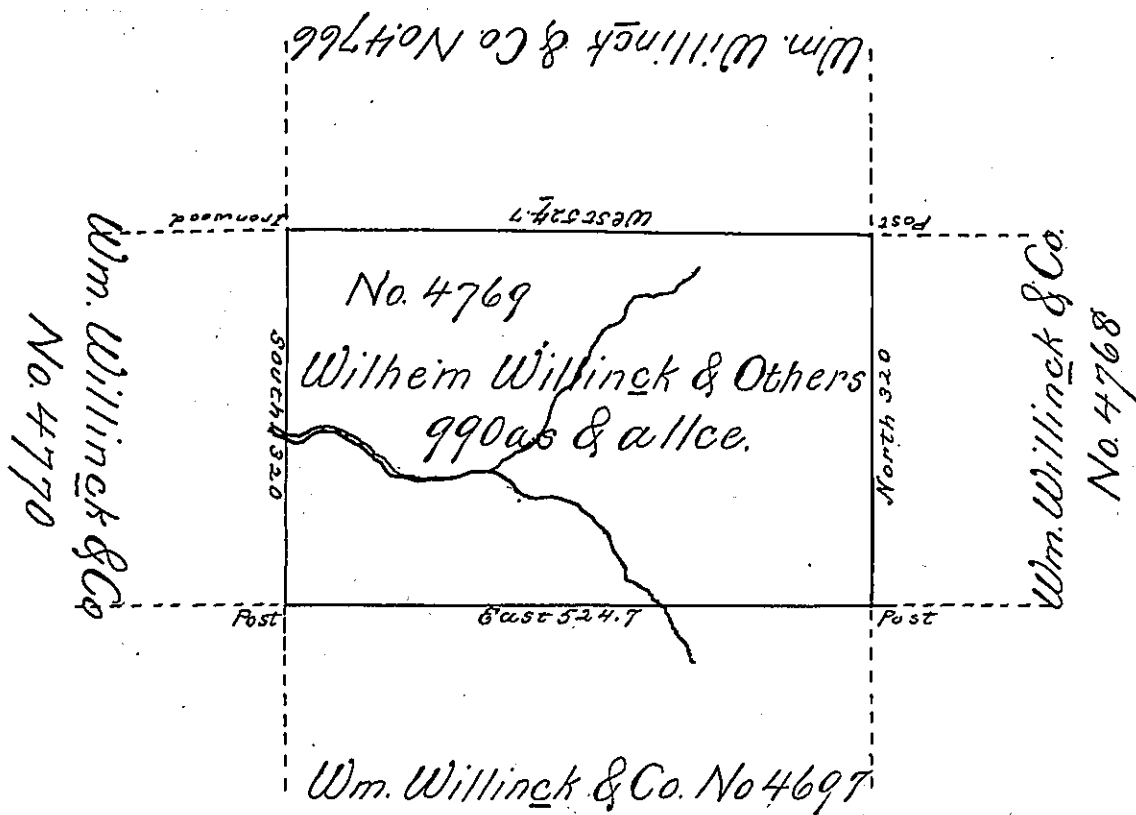 Wm. Willinck & Co. No. 4766
Ironwood
West 524.7
Post
Wm. Willinck & Co
No. 4770
South 320
No. 4769
Wilheim Willinck & Others
990as & allce.
North 320
Wm. Willinck & Co.
No. 4768
Post
East 524.7
Post
Wm. Willinck & Co. No 4697